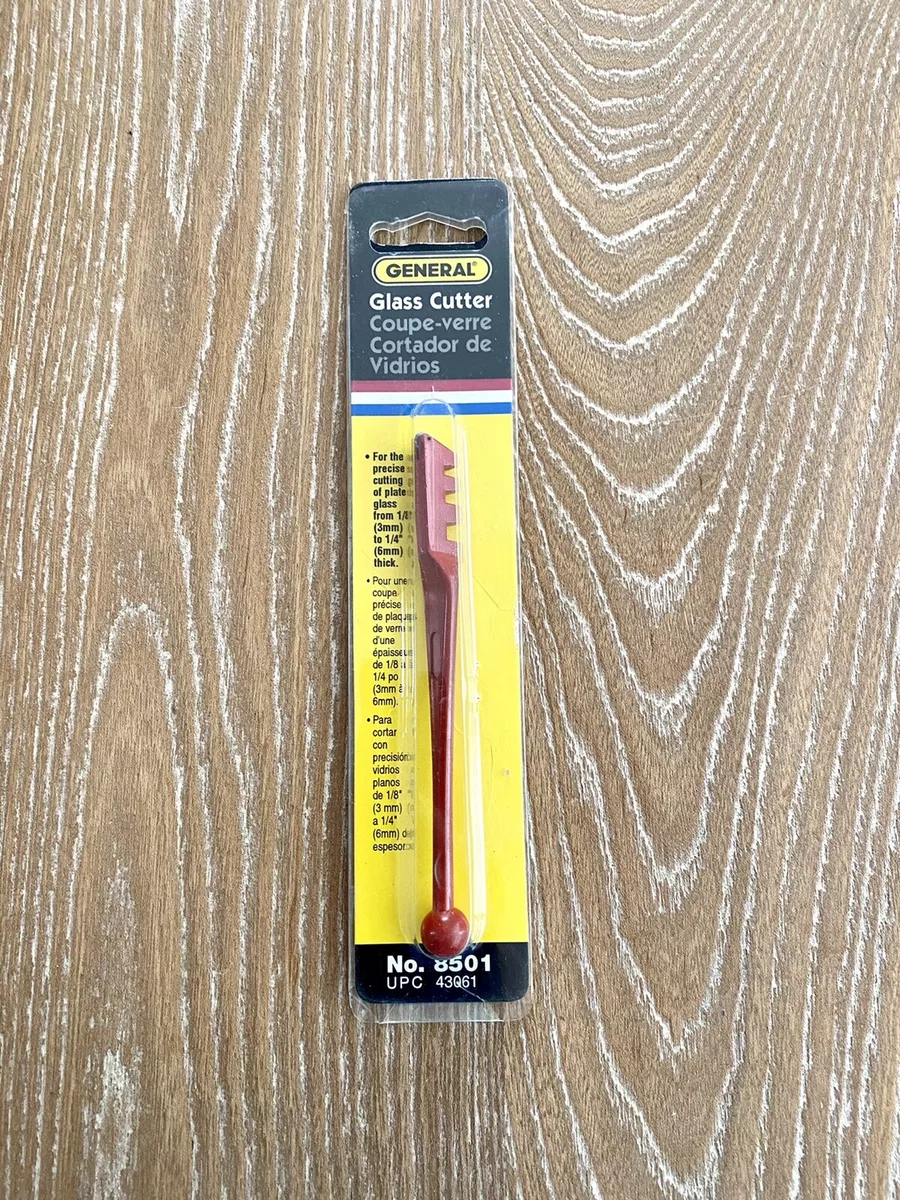 GENERAL®
Glass Cutter
Coupe-verre
Cortador de
Vidrios
• For the
precise
cutting
of plate
glass
from 1/8"
(3mm)
to 1/4"
(6mm)
thick.
• Pour une
coupe
précise
de plaque
de verre
d'une
épaisseur
de 1/8 à
1/4 po
(3mm à
6mm).
• Para
cortar
con
precisión
vidrios
planos
de 1/8"
(3 mm)
a 1/4"
(6mm) de
espesor.
No. 8501
UPC 43061